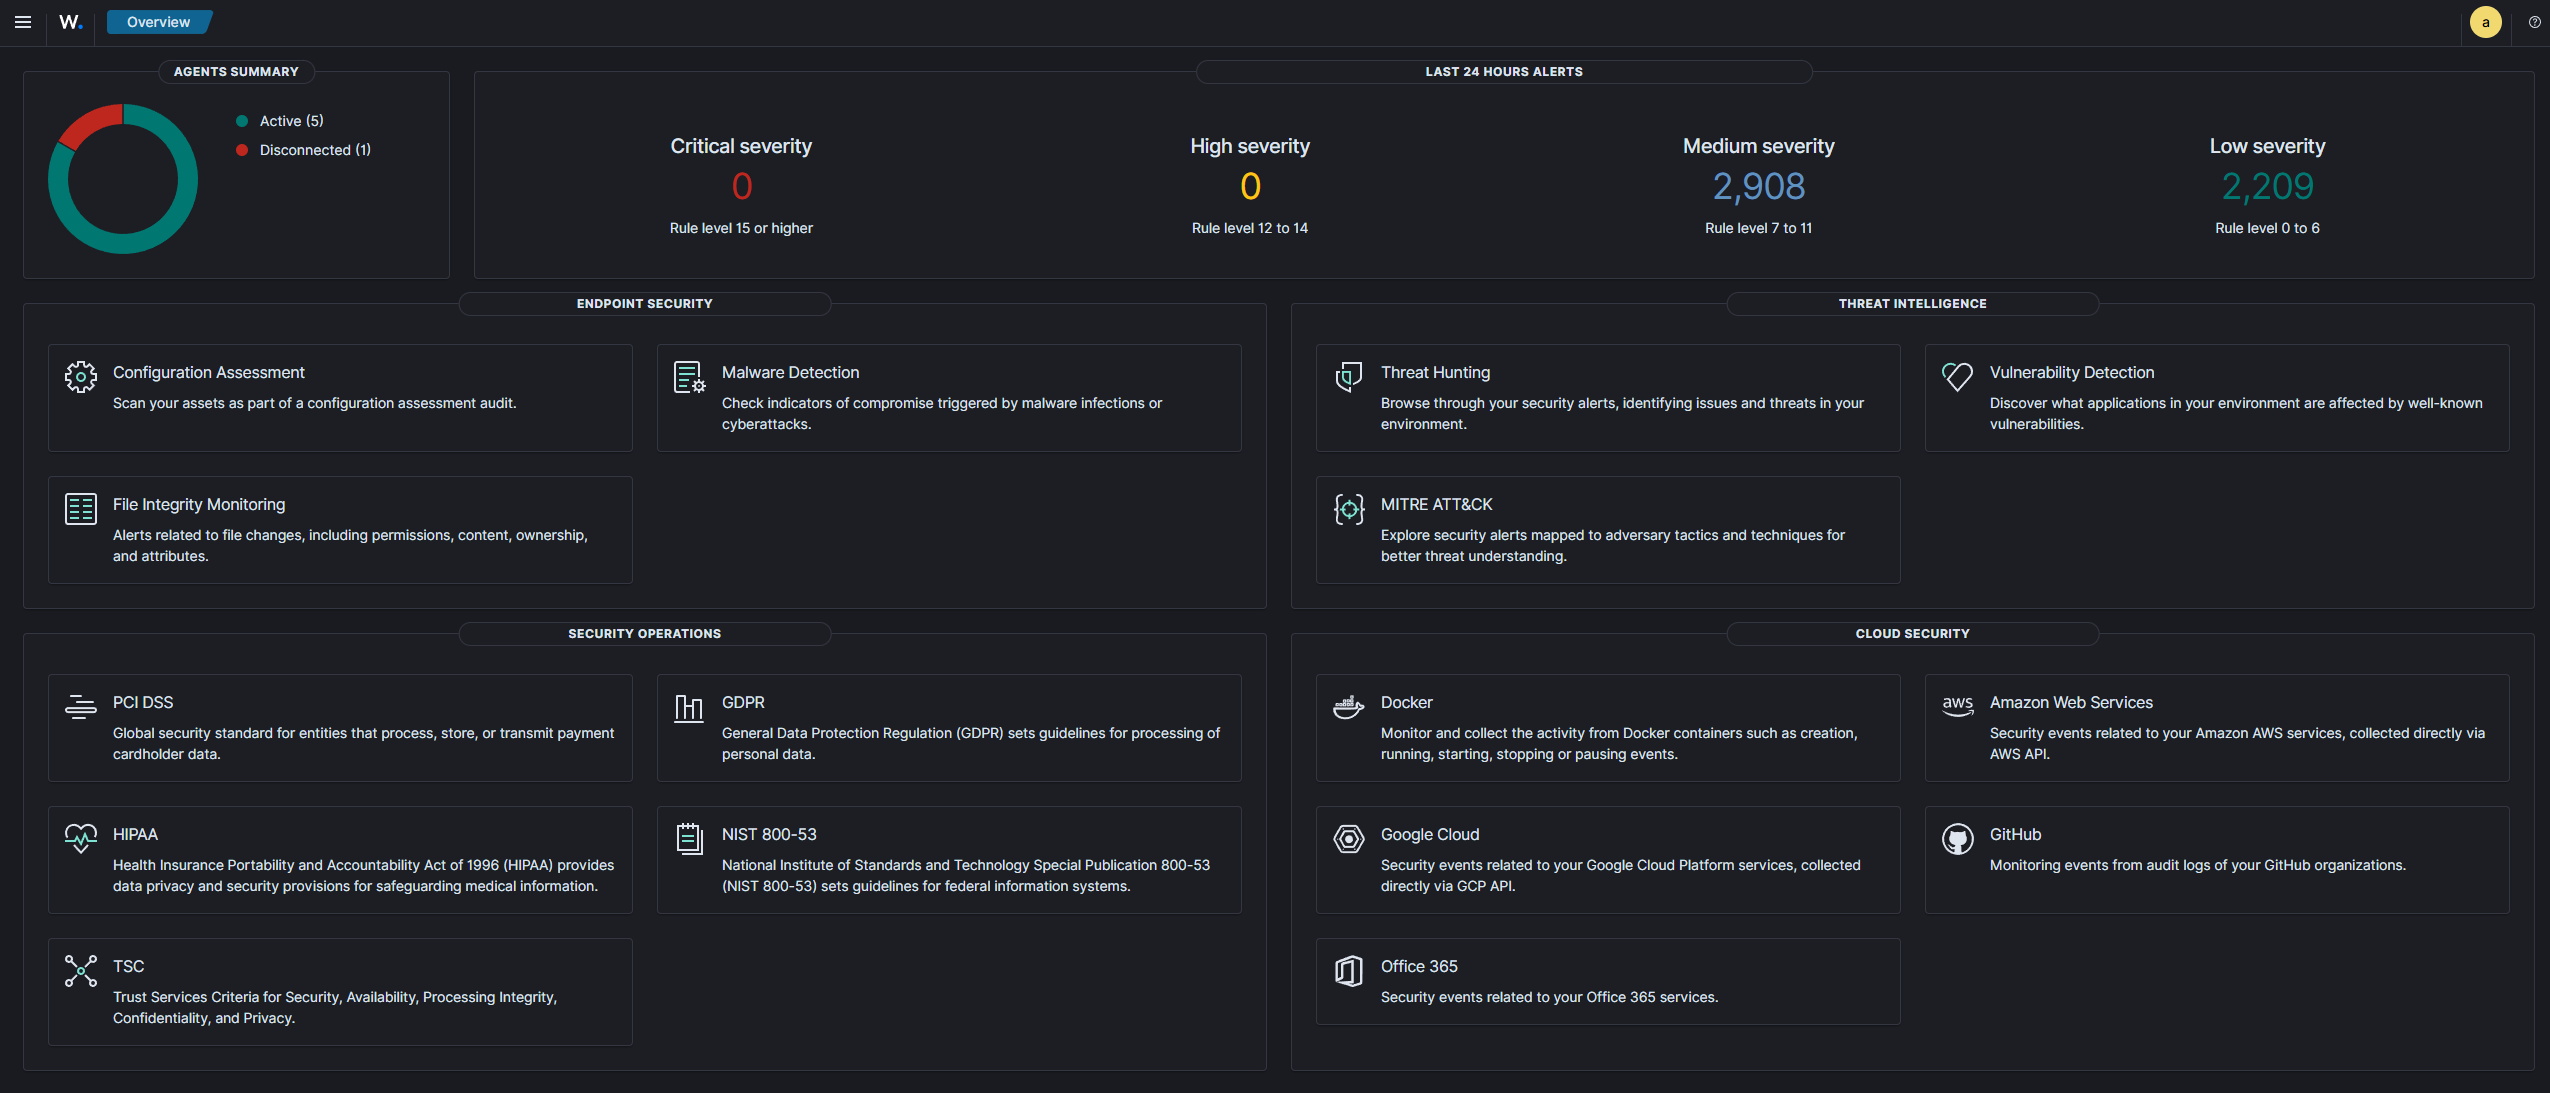 W.
Overview
a
AGENTS SUMMARY
Active (5)
Disconnected (1)
LAST 24 HOURS ALERTS
Critical severity
0
Rule level 15 or higher
High severity
0
Rule level 12 to 14
Medium severity
2,908
Rule level 7 to 11
Low severity
2,209
Rule level 0 to 6
ENDPOINT SECURITY
Configuration Assessment
Scan your assets as part of a configuration assessment audit.
Malware Detection
Check indicators of compromise triggered by malware infections or
cyberattacks.
File Integrity Monitoring
Alerts related to file changes, including permissions, content, ownership,
and attributes.
THREAT INTELLIGENCE
Threat Hunting
Browse through your security alerts, identifying issues and threats in your
environment.
Vulnerability Detection
Discover what applications in your environment are affected by well-known
vulnerabilities.
MITRE ATT&CK
Explore security alerts mapped to adversary tactics and techniques for
better threat understanding.
SECURITY OPERATIONS
PCI DSS
Global security standard for entities that process, store, or transmit payment
cardholder data.
GDPR
General Data Protection Regulation (GDPR) sets guidelines for processing of
personal data.
HIPAA
Health Insurance Portability and Accountability Act of 1996 (HIPAA) provides
data privacy and security provisions for safeguarding medical information.
NIST 800-53
National Institute of Standards and Technology Special Publication 800-53
(NIST 800-53) sets guidelines for federal information systems.
TSC
Trust Services Criteria for Security, Availability, Processing Integrity,
Confidentiality, and Privacy.
CLOUD SECURITY
Docker
Monitor and collect the activity from Docker containers such as creation,
running, starting, stopping or pausing events.
aws
Amazon Web Services
Security events related to your Amazon AWS services, collected directly via
AWS API.
Google Cloud
Security events related to your Google Cloud Platform services, collected
directly via GCP API.
GitHub
Monitoring events from audit logs of your GitHub organizations.
Office 365
Security events related to your Office 365 services.